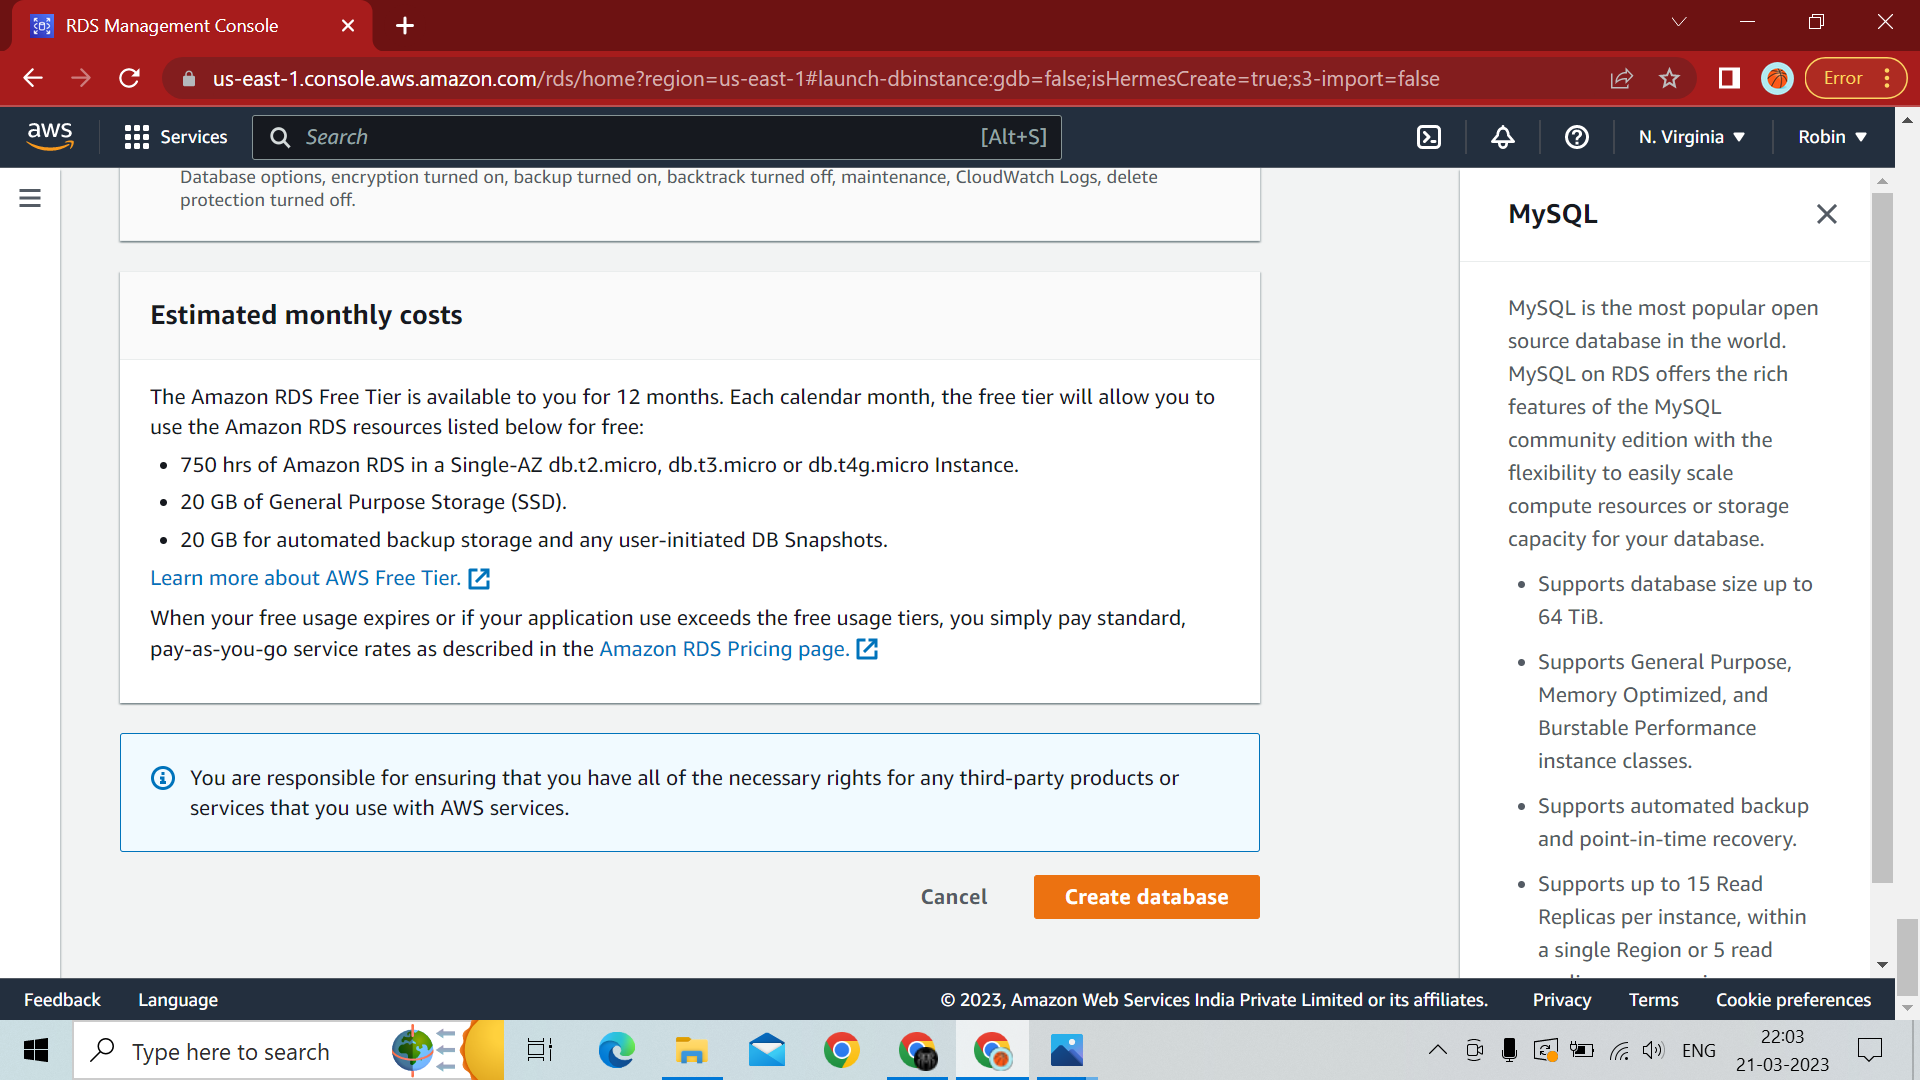 RDS Management Console
us-east-1.console.aws.amazon.com/rds/home?region=us-east-1#launch-dbinstance:gdb=false;isHermesCreate=true;s3-import=false
Error
aws
Services
Search
[Alt+S]
N. Virginia
Robin
Database options, encryption turned on, backup turned on, backtrack turned off, maintenance, CloudWatch Logs, delete
protection turned off.
Estimated monthly costs
The Amazon RDS Free Tier is available to you for 12 months. Each calendar month, the free tier will allow you to
use the Amazon RDS resources listed below for free:
• 750 hrs of Amazon RDS in a Single-AZ db.t2.micro, db.t3.micro or db.t4g.micro Instance.
• 20 GB of General Purpose Storage (SSD).
• 20 GB for automated backup storage and any user-initiated DB Snapshots.
Learn more about AWS Free Tier.
When your free usage expires or if your application use exceeds the free usage tiers, you simply pay standard,
pay-as-you-go service rates as described in the Amazon RDS Pricing page.
You are responsible for ensuring that you have all of the necessary rights for any third-party products or
services that you use with AWS services.
Cancel
Create database
MySQL
MySQL is the most popular open
source database in the world.
MySQL on RDS offers the rich
features of the MySQL
community edition with the
flexibility to easily scale
compute resources or storage
capacity for your database.
• Supports database size up to
64 TiB.
• Supports General Purpose,
Memory Optimized, and
Burstable Performance
instance classes.
• Supports automated backup
and point-in-time recovery.
• Supports up to 15 Read
Replicas per instance, within
a single Region or 5 read
Feedback
Language
© 2023, Amazon Web Services India Private Limited or its affiliates.
Privacy
Terms
Cookie preferences
Type here to search
ENG
22:03
21-03-2023